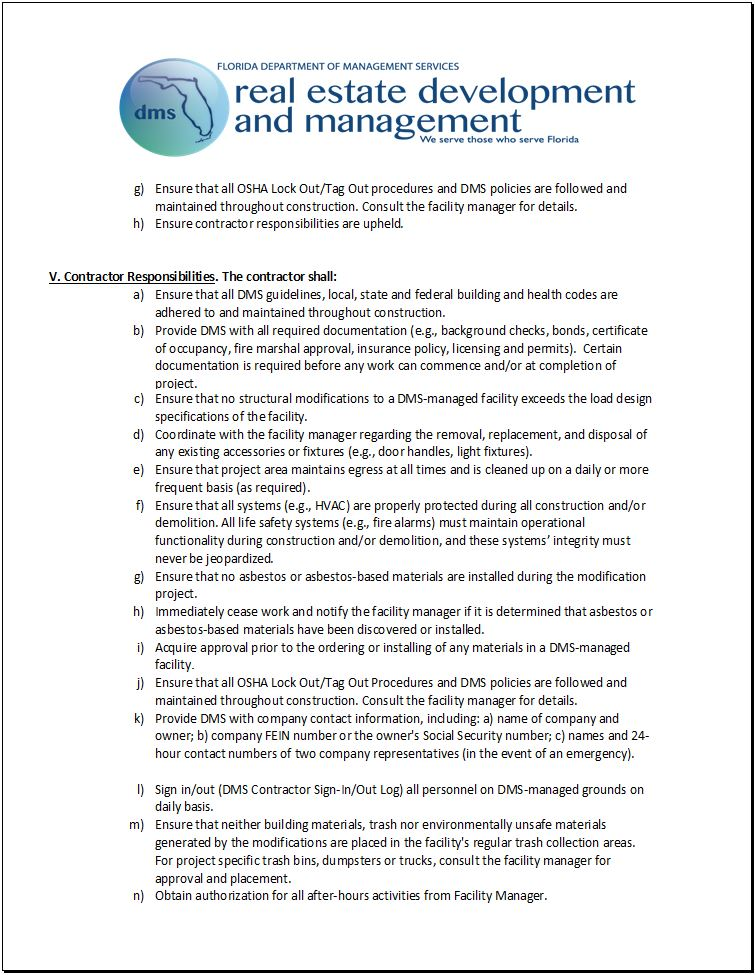 FLORIDA DEPARTMENT OF MANAGEMENT SERVICES
dms
real estate development
and management
We serve those who serve Florida
g) Ensure that all OSHA Lock Out/Tag Out procedures and DMS policies are followed and
maintained throughout construction. Consult the facility manager for details.
h) Ensure contractor responsibilities are upheld.
V. Contractor Responsibilities. The contractor shall:
a) Ensure that all DMS guidelines, local, state and federal building and health codes are
adhered to and maintained throughout construction.
b) Provide DMS with all required documentation (e.g., background checks, bonds, certificate
of occupancy, fire marshal approval, insurance policy, licensing and permits). Certain
documentation is required before any work can commence and/or at completion of
project.
c) Ensure that no structural modifications to a DMS-managed facility exceeds the load design
specifications of the facility.
d) Coordinate with the facility manager regarding the removal, replacement, and disposal of
any existing accessories or fixtures (e.g., door handles, light fixtures).
e) Ensure that project area maintains egress at all times and is cleaned up on a daily or more
frequent basis (as required).
f) Ensure that all systems (e.g., HVAC) are properly protected during all construction and/or
demolition. All life safety systems (e.g., fire alarms) must maintain operational
functionality during construction and/or demolition, and these systems’ integrity must
never be jeopardized.
g) Ensure that no asbestos or asbestos-based materials are installed during the modification
project.
h) Immediately cease work and notify the facility manager if it is determined that asbestos or
asbestos-based materials have been discovered or installed.
i) Acquire approval prior to the ordering or installing of any materials in a DMS-managed
facility.
j) Ensure that all OSHA Lock Out/Tag Out Procedures and DMS policies are followed and
maintained throughout construction. Consult the facility manager for details.
k) Provide DMS with company contact information, including: a) name of company and
owner; b) company FEIN number or the owner's Social Security number; c) names and 24-
hour contact numbers of two company representatives (in the event of an emergency).
l) Sign in/out (DMS Contractor Sign-In/Out Log) all personnel on DMS-managed grounds on
daily basis.
m) Ensure that neither building materials, trash nor environmentally unsafe materials
generated by the modifications are placed in the facility's regular trash collection areas.
For project specific trash bins, dumpsters or trucks, consult the facility manager for
approval and placement.
n) Obtain authorization for all after-hours activities from Facility Manager.